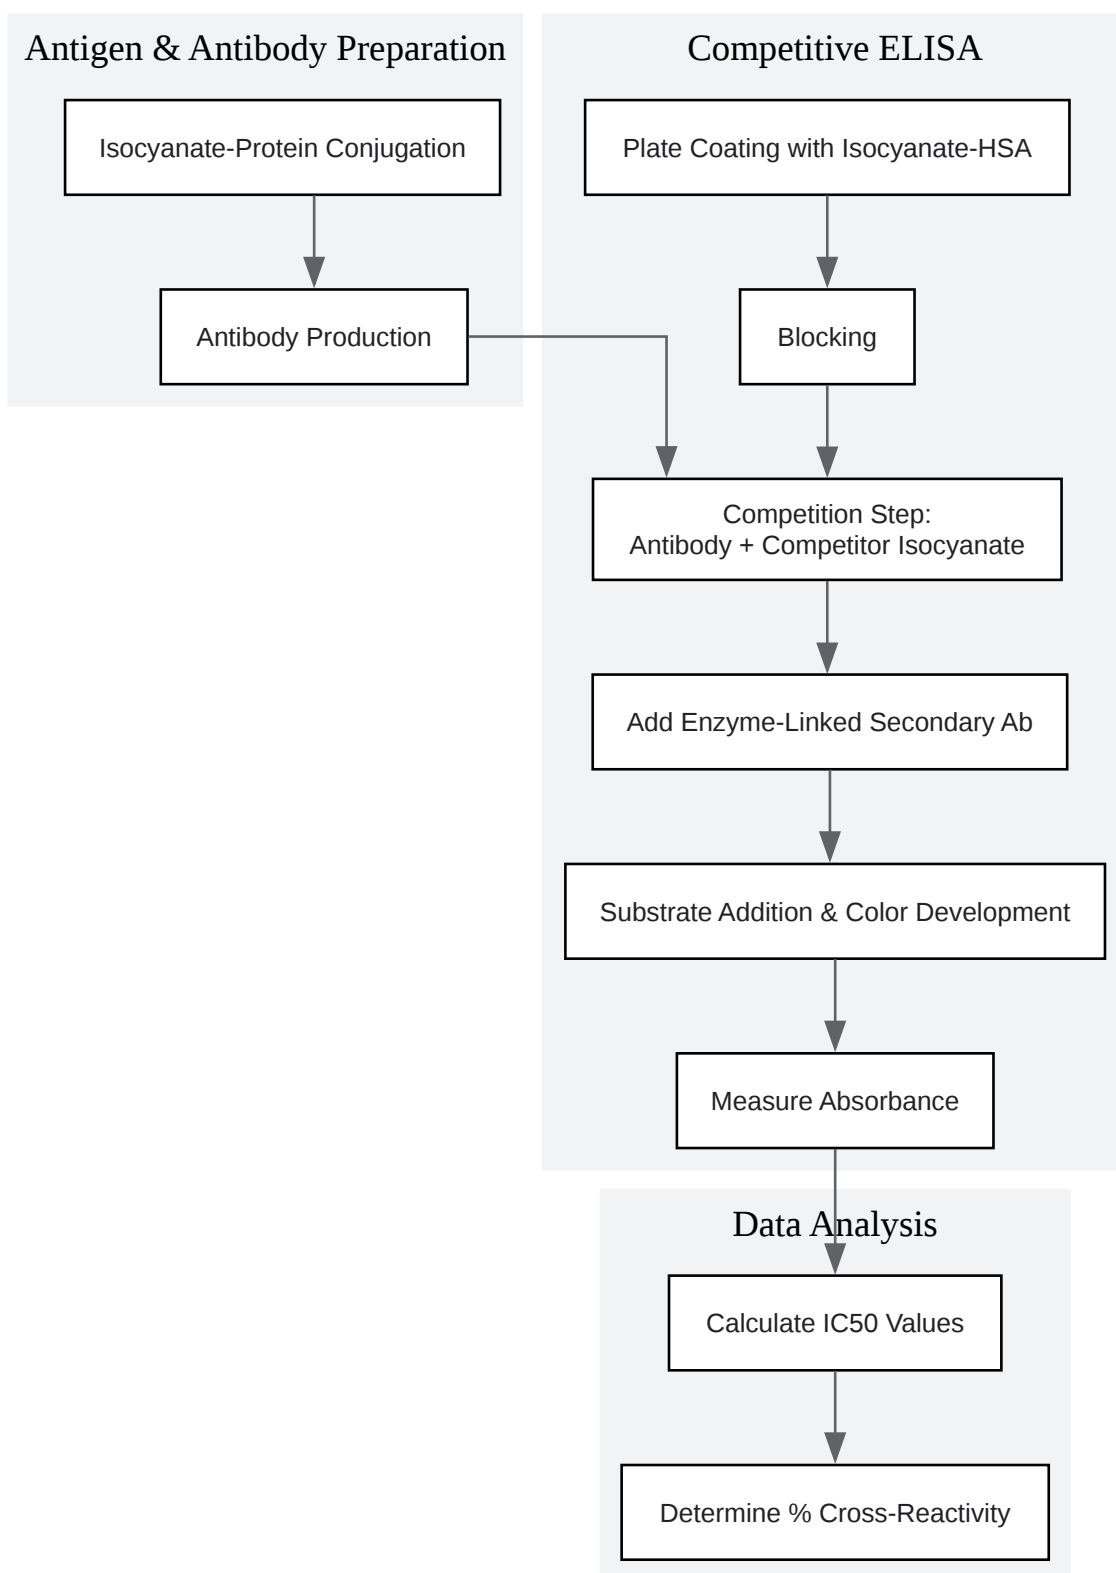 Antigen & Antibody Preparation
Isocyanate-Protein Conjugation
Antibody Production
Competitive ELISA
Plate Coating with Isocyanate-HSA
Blocking
Competition Step:
Antibody + Competitor Isocyanate
Add Enzyme-Linked Secondary Ab
Substrate Addition & Color Development
Measure Absorbance
Data Analysis
Calculate IC50 Values
Determine % Cross-Reactivity